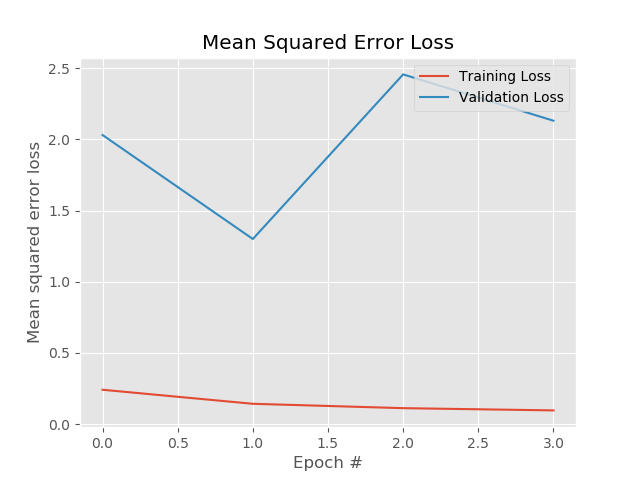 Mean Squared Error Loss
Training Loss
Validation Loss
2.5
2.0
1.5
1.0
0.5
0.0
Mean squared error loss
0.0 0.5 1.0 1.5 2.0 2.5 3.0
Epoch #